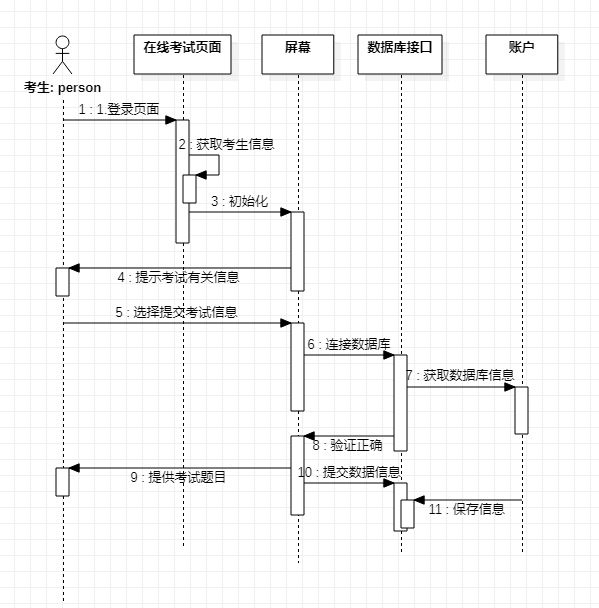 在线考试页面
屏幕
数据库接口
账户
考生: person
1 : 1.登录页面
2 : 获取考生信息
3 : 初始化
4 : 提示考试有关信息
5 : 选择提交考试信息
6 : 连接数据库
7 : 获取数据库信息
8 : 验证正确
9 : 提供考试题目
10 : 提交数据信息
11 : 保存信息